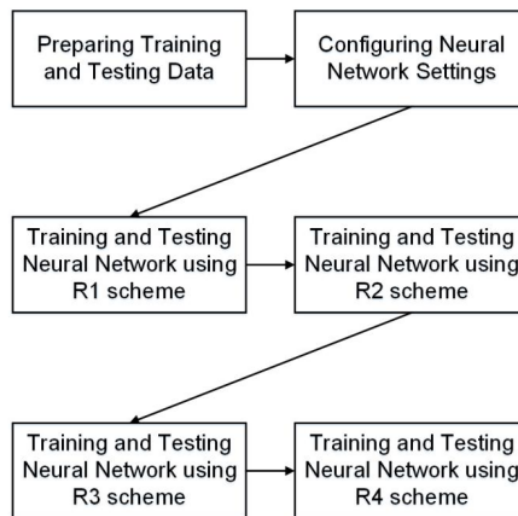 Preparing Training
and Testing Data
Configuring Neural
Network Settings
Training and Testing
Neural Network using
R1 scheme
Training and Testing
Neural Network using
R2 scheme
Training and Testing
Neural Network using
R3 scheme
Training and Testing
Neural Network using
R4 scheme